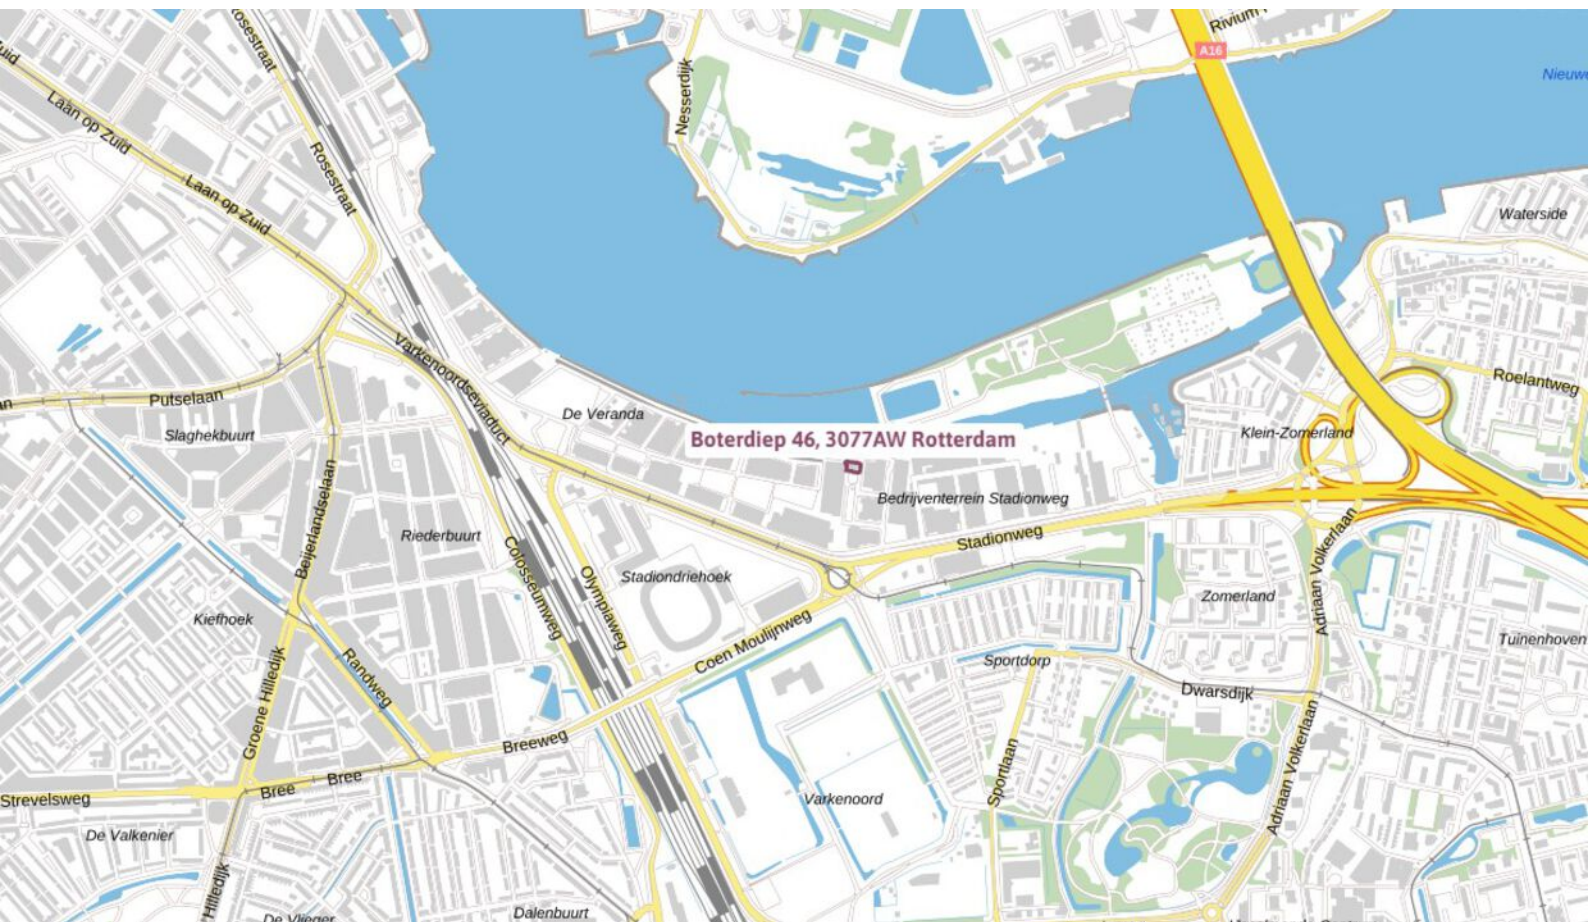 Rosestraat
Rivium
A16
Nieuwe
Zuid
Laan op Zuid
Nesserdijk
Rosestraat
Laan op Zuid
Waterside
Varkenoordseviaduct
Roelantweg
Putselaan
De Veranda
Slaghekbuurt
Klein-Zomerland
Boterdiep 46, 3077AW Rotterdam
Bedrijventerrein Stadionweg
Beijerlandselaan
Riederbuurt
Stadionweg
Colosseumweg
Olympiaweg
Stadiondriehoek
Adriaan Volkerlaan
Zomerland
Kiefhoek
Coen Moulijnweg
Tuinenhoven
Sportdorp
Randweg
Groene Hilledijk
Dwarsdijk
Breeweg
Adriaan Volkerlaan
Sportlaan
Bree
Bree
Strevelsweg
Varkenoord
De Valkenier
Hilledijk
De Vlieger
Dalenbuurt